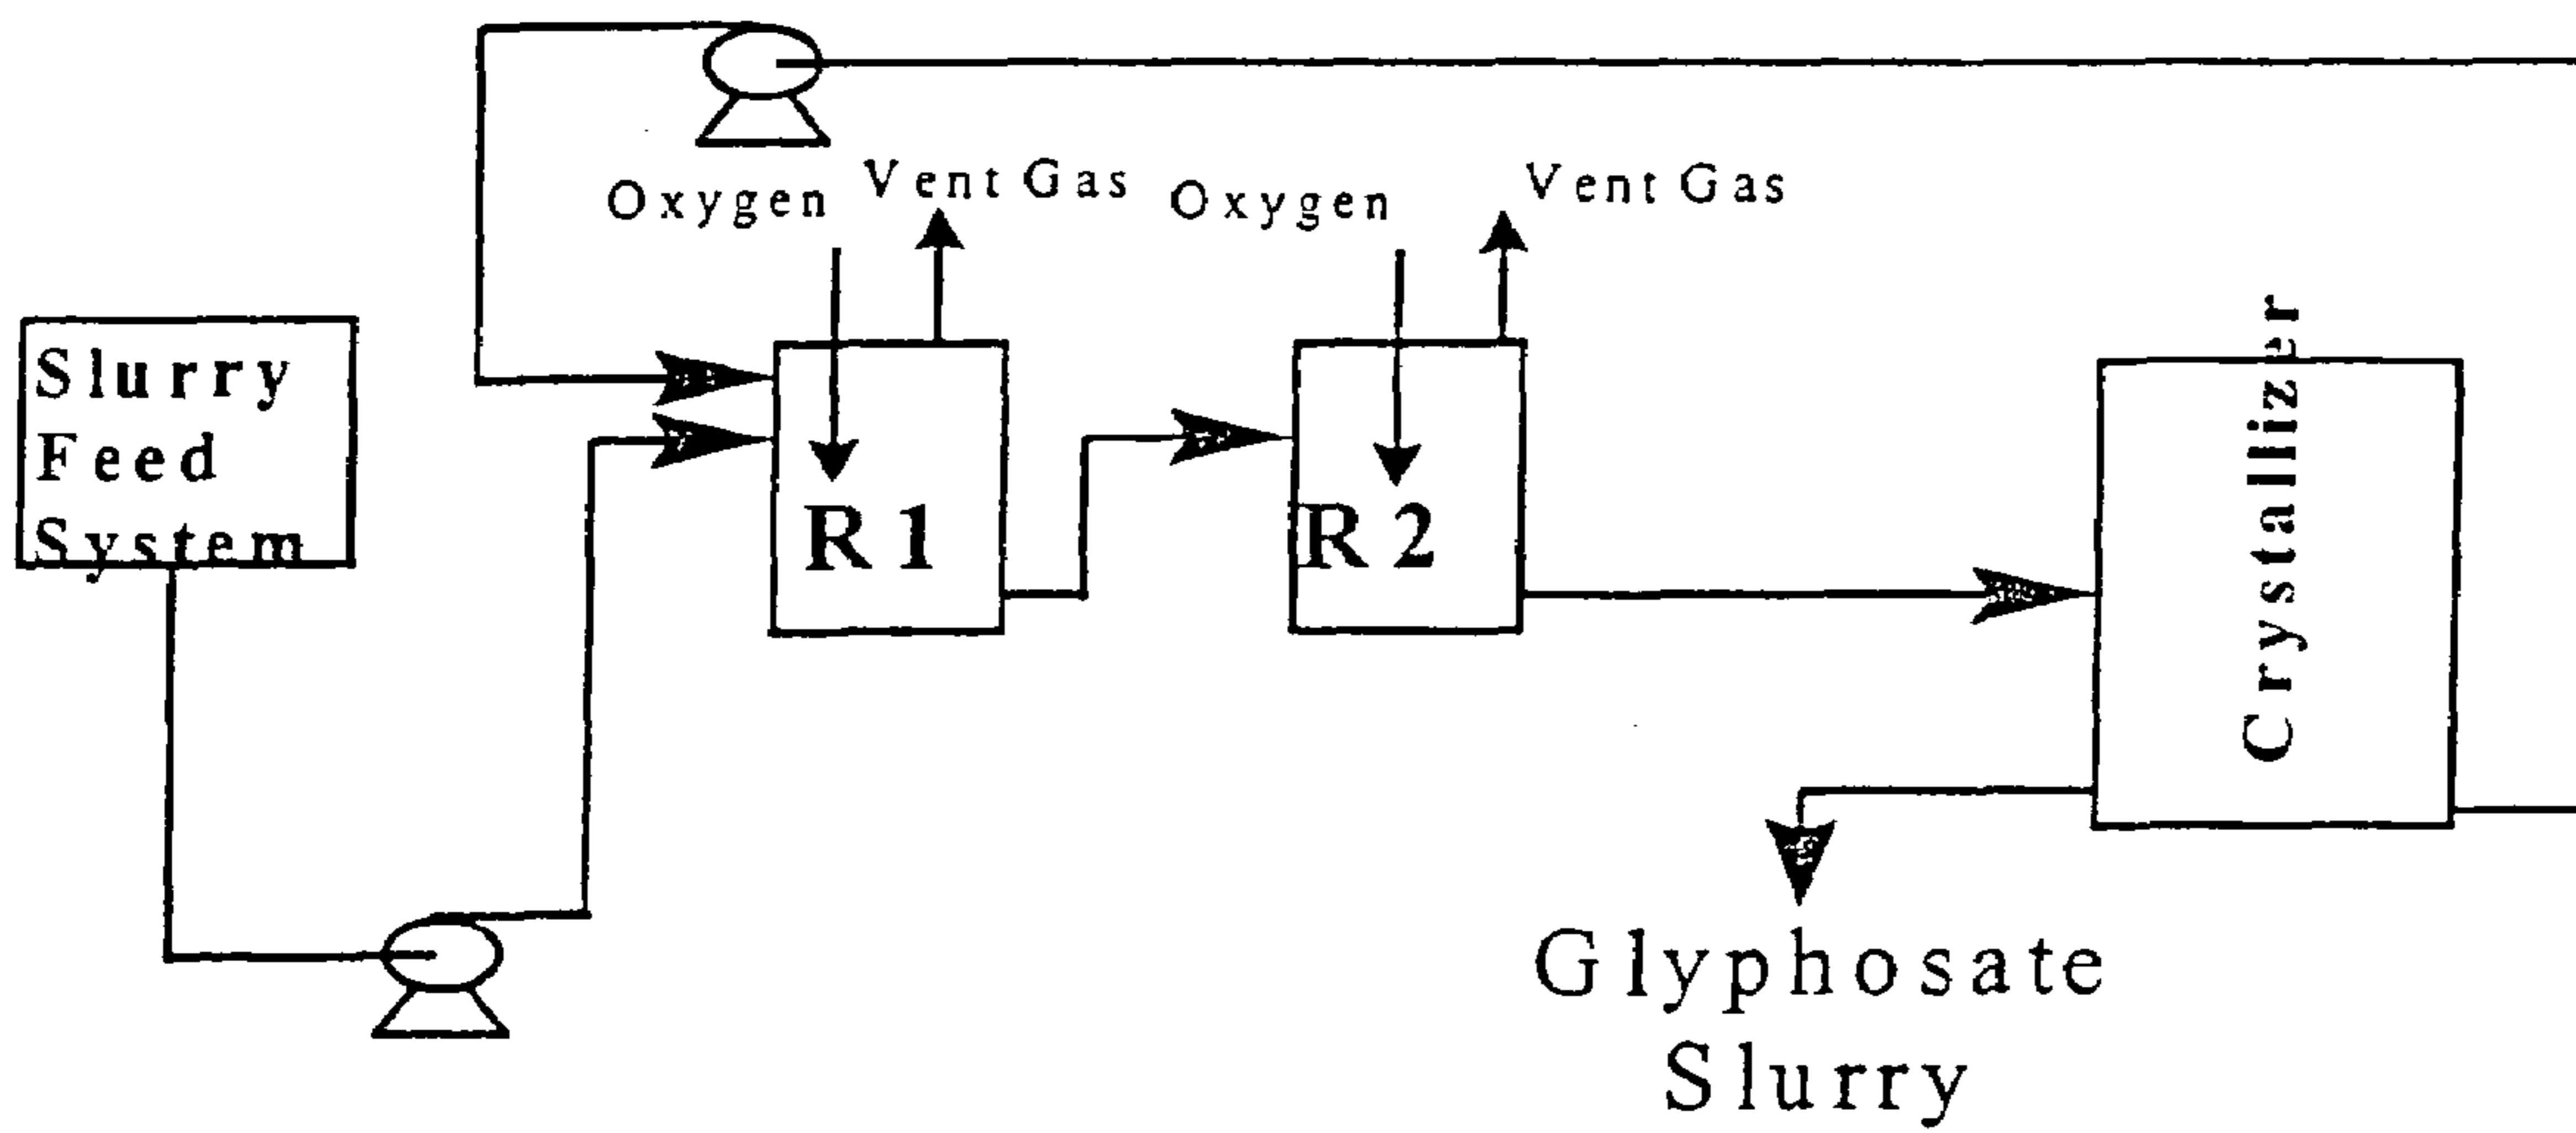 Oxygen
Vent Gas
Oxygen
Vent Gas
Slurry
Feed
System
R1
R2
Crystallizer
Glyphosate
Slurry